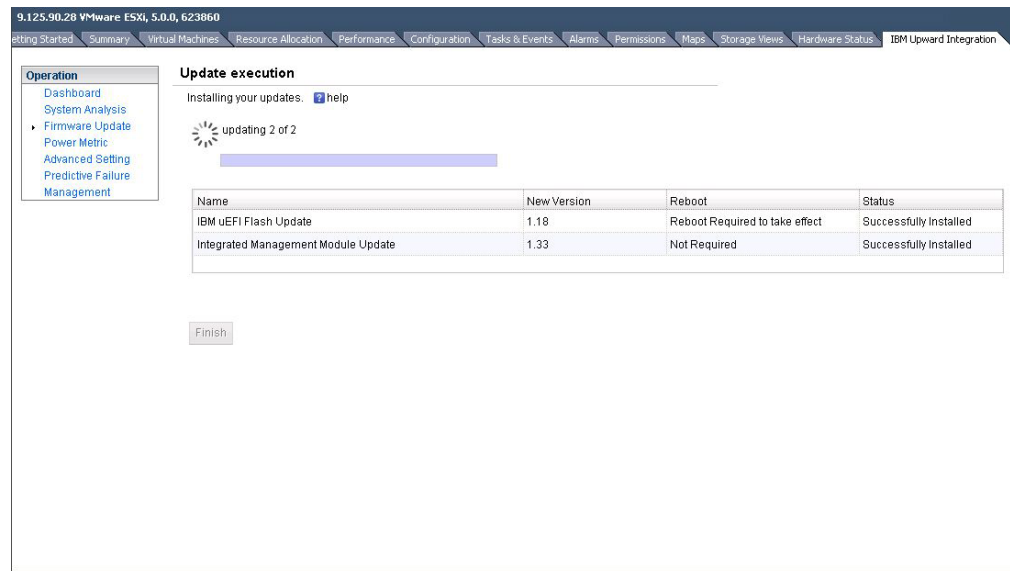 9.125.90.28 VMware ESXi, 5.0.0, 623860
etting Started Summary Virtual Machines Resource Allocation Performance Configuration Tasks & Events Alarms Permissions Maps Storage Views Hardware Status IBM Upward Integration
Operation
Dashboard
System Analysis
Firmware Update
Power Metric
Advanced Setting
Predictive Failure
Management
Update execution
Installing your updates. ? help
updating 2 of 2
Name New Version Reboot Status
IBM uEFI Flash Update 1.18 Reboot Required to take effect Successfully Installed
Integrated Management Module Update 1.33 Not Required Successfully Installed
Finish